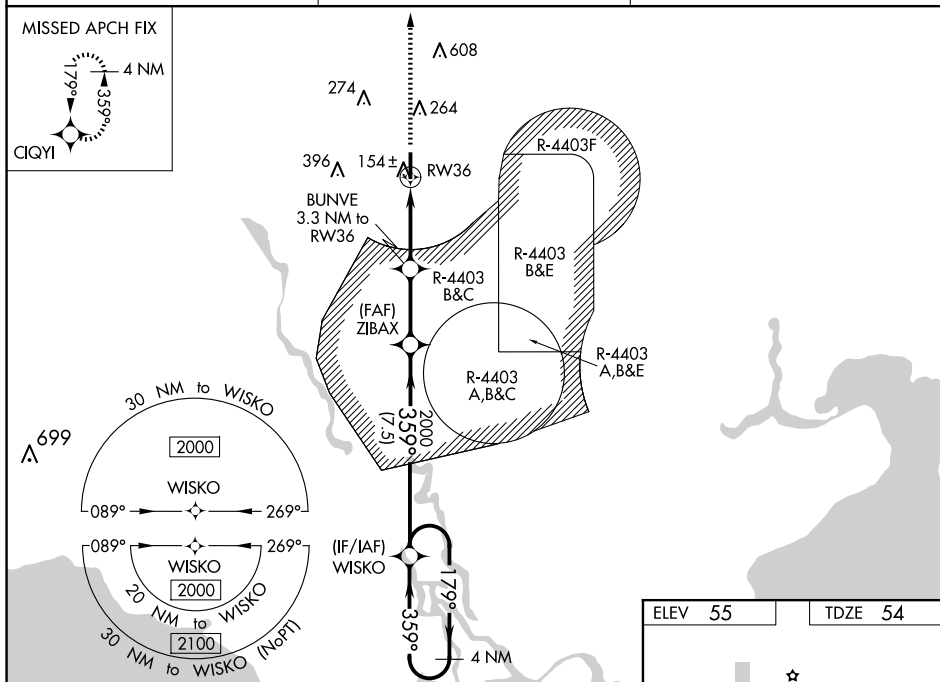 MISSED APCH FIX
4 NM
179°
359°
CIQYI
608
274
264
396
154±
RW36
R-4403F
BUNVE
3.3 NM to
RW36
R-4403
B&E
R-4403
B&C
(FAF)
ZIBAX
R-4403
A,B&E
R-4403
A,B&C
2000
359°
(7.5)
30 NM to WISKO
699
2000
WISKO
089°
269°
089°
269°
WISKO
2000
20 NM to WISKO
2100
30 NM to WISKO (NoPT)
(IF/IAF)
WISKO
179°
359°
4 NM
ELEV 55
TDZE 54